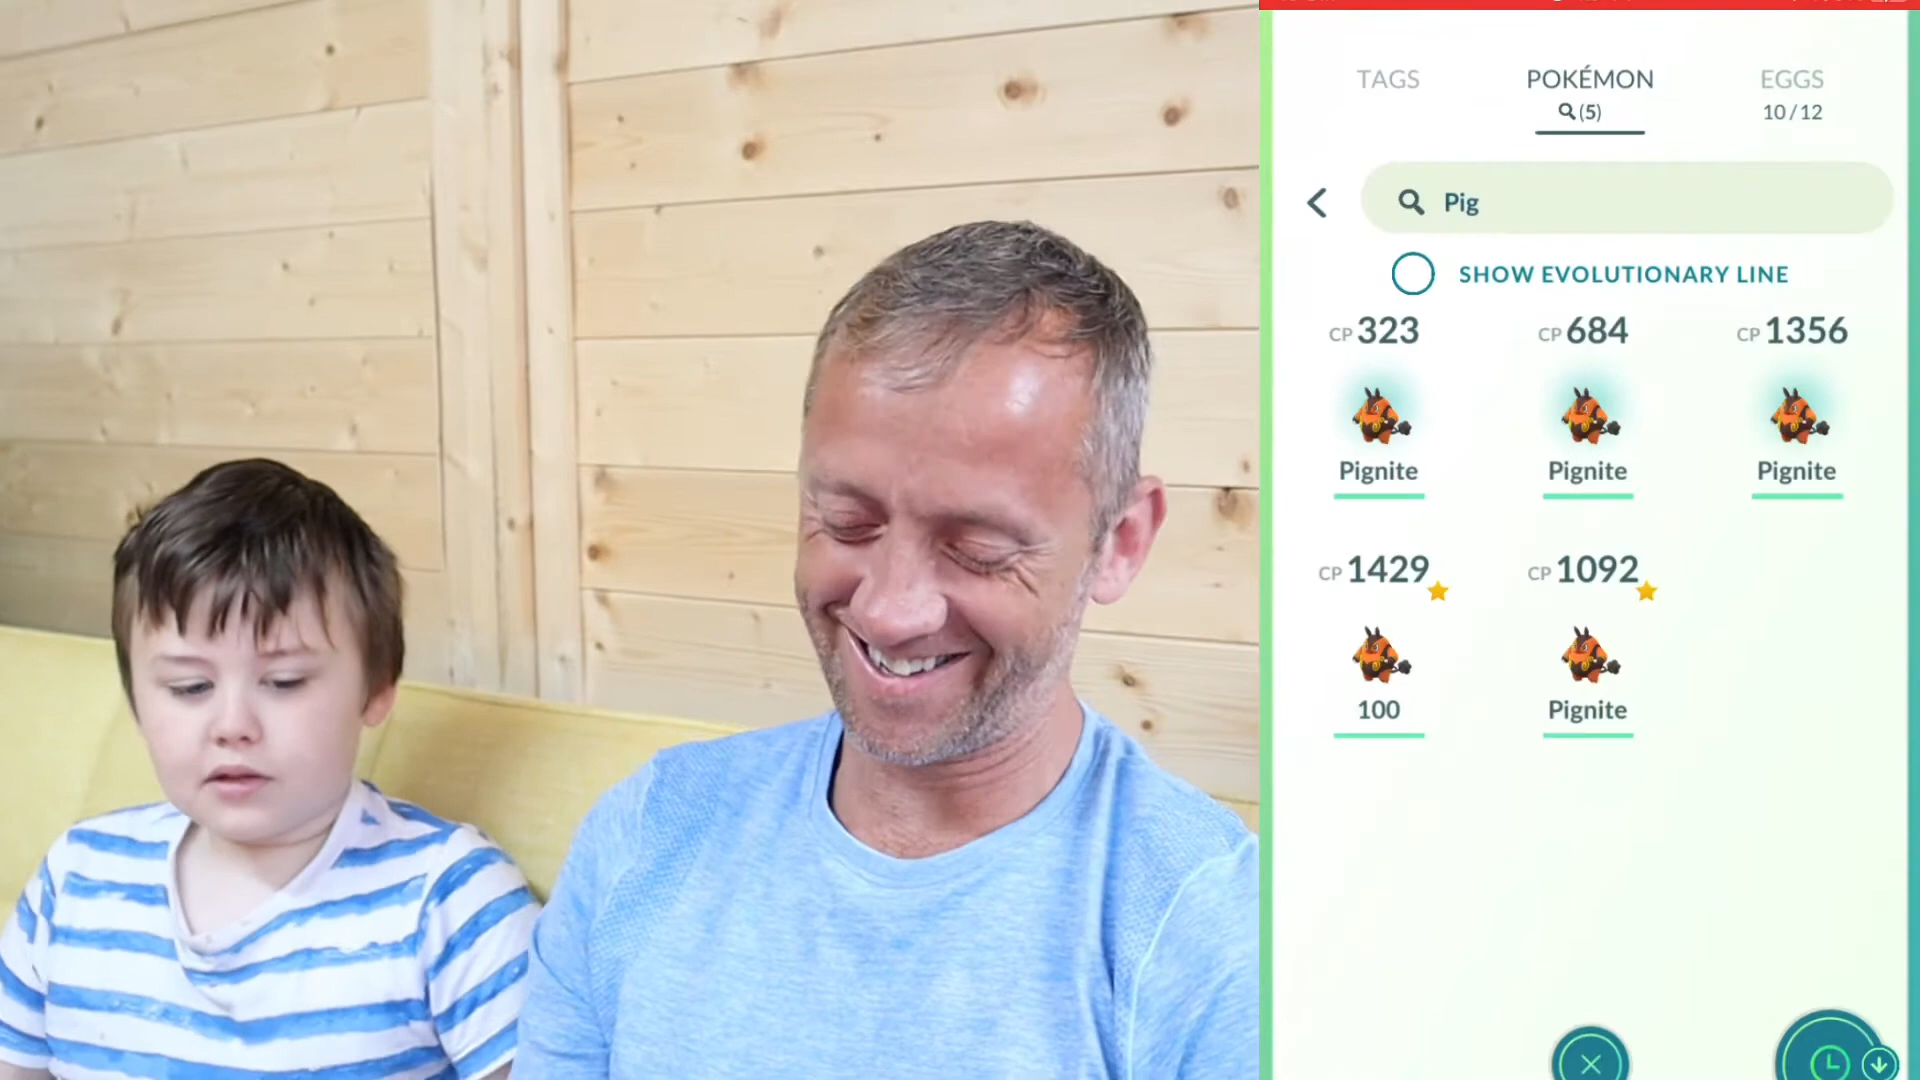 TAGS
POKÉMON
(5)
EGGS
10/12
Pig
SHOW EVOLUTIONARY LINE
CP 323
CP 684
CP 1356
Pignite
Pignite
Pignite
CP 1429
CP 1092
100
Pignite